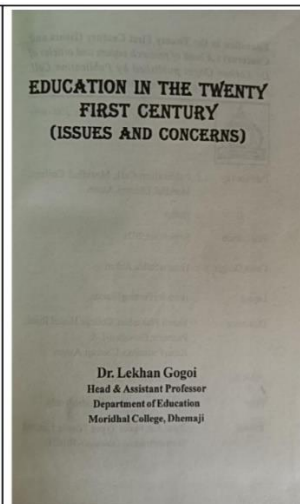 EDUCATION IN THE TWENTY
FIRST CENTURY
(ISSUES AND CONCERNS)
Dr. Lekhan Gogoi
Head & Assistant Professor
Department of Education
Moridhal College, Dhemaji